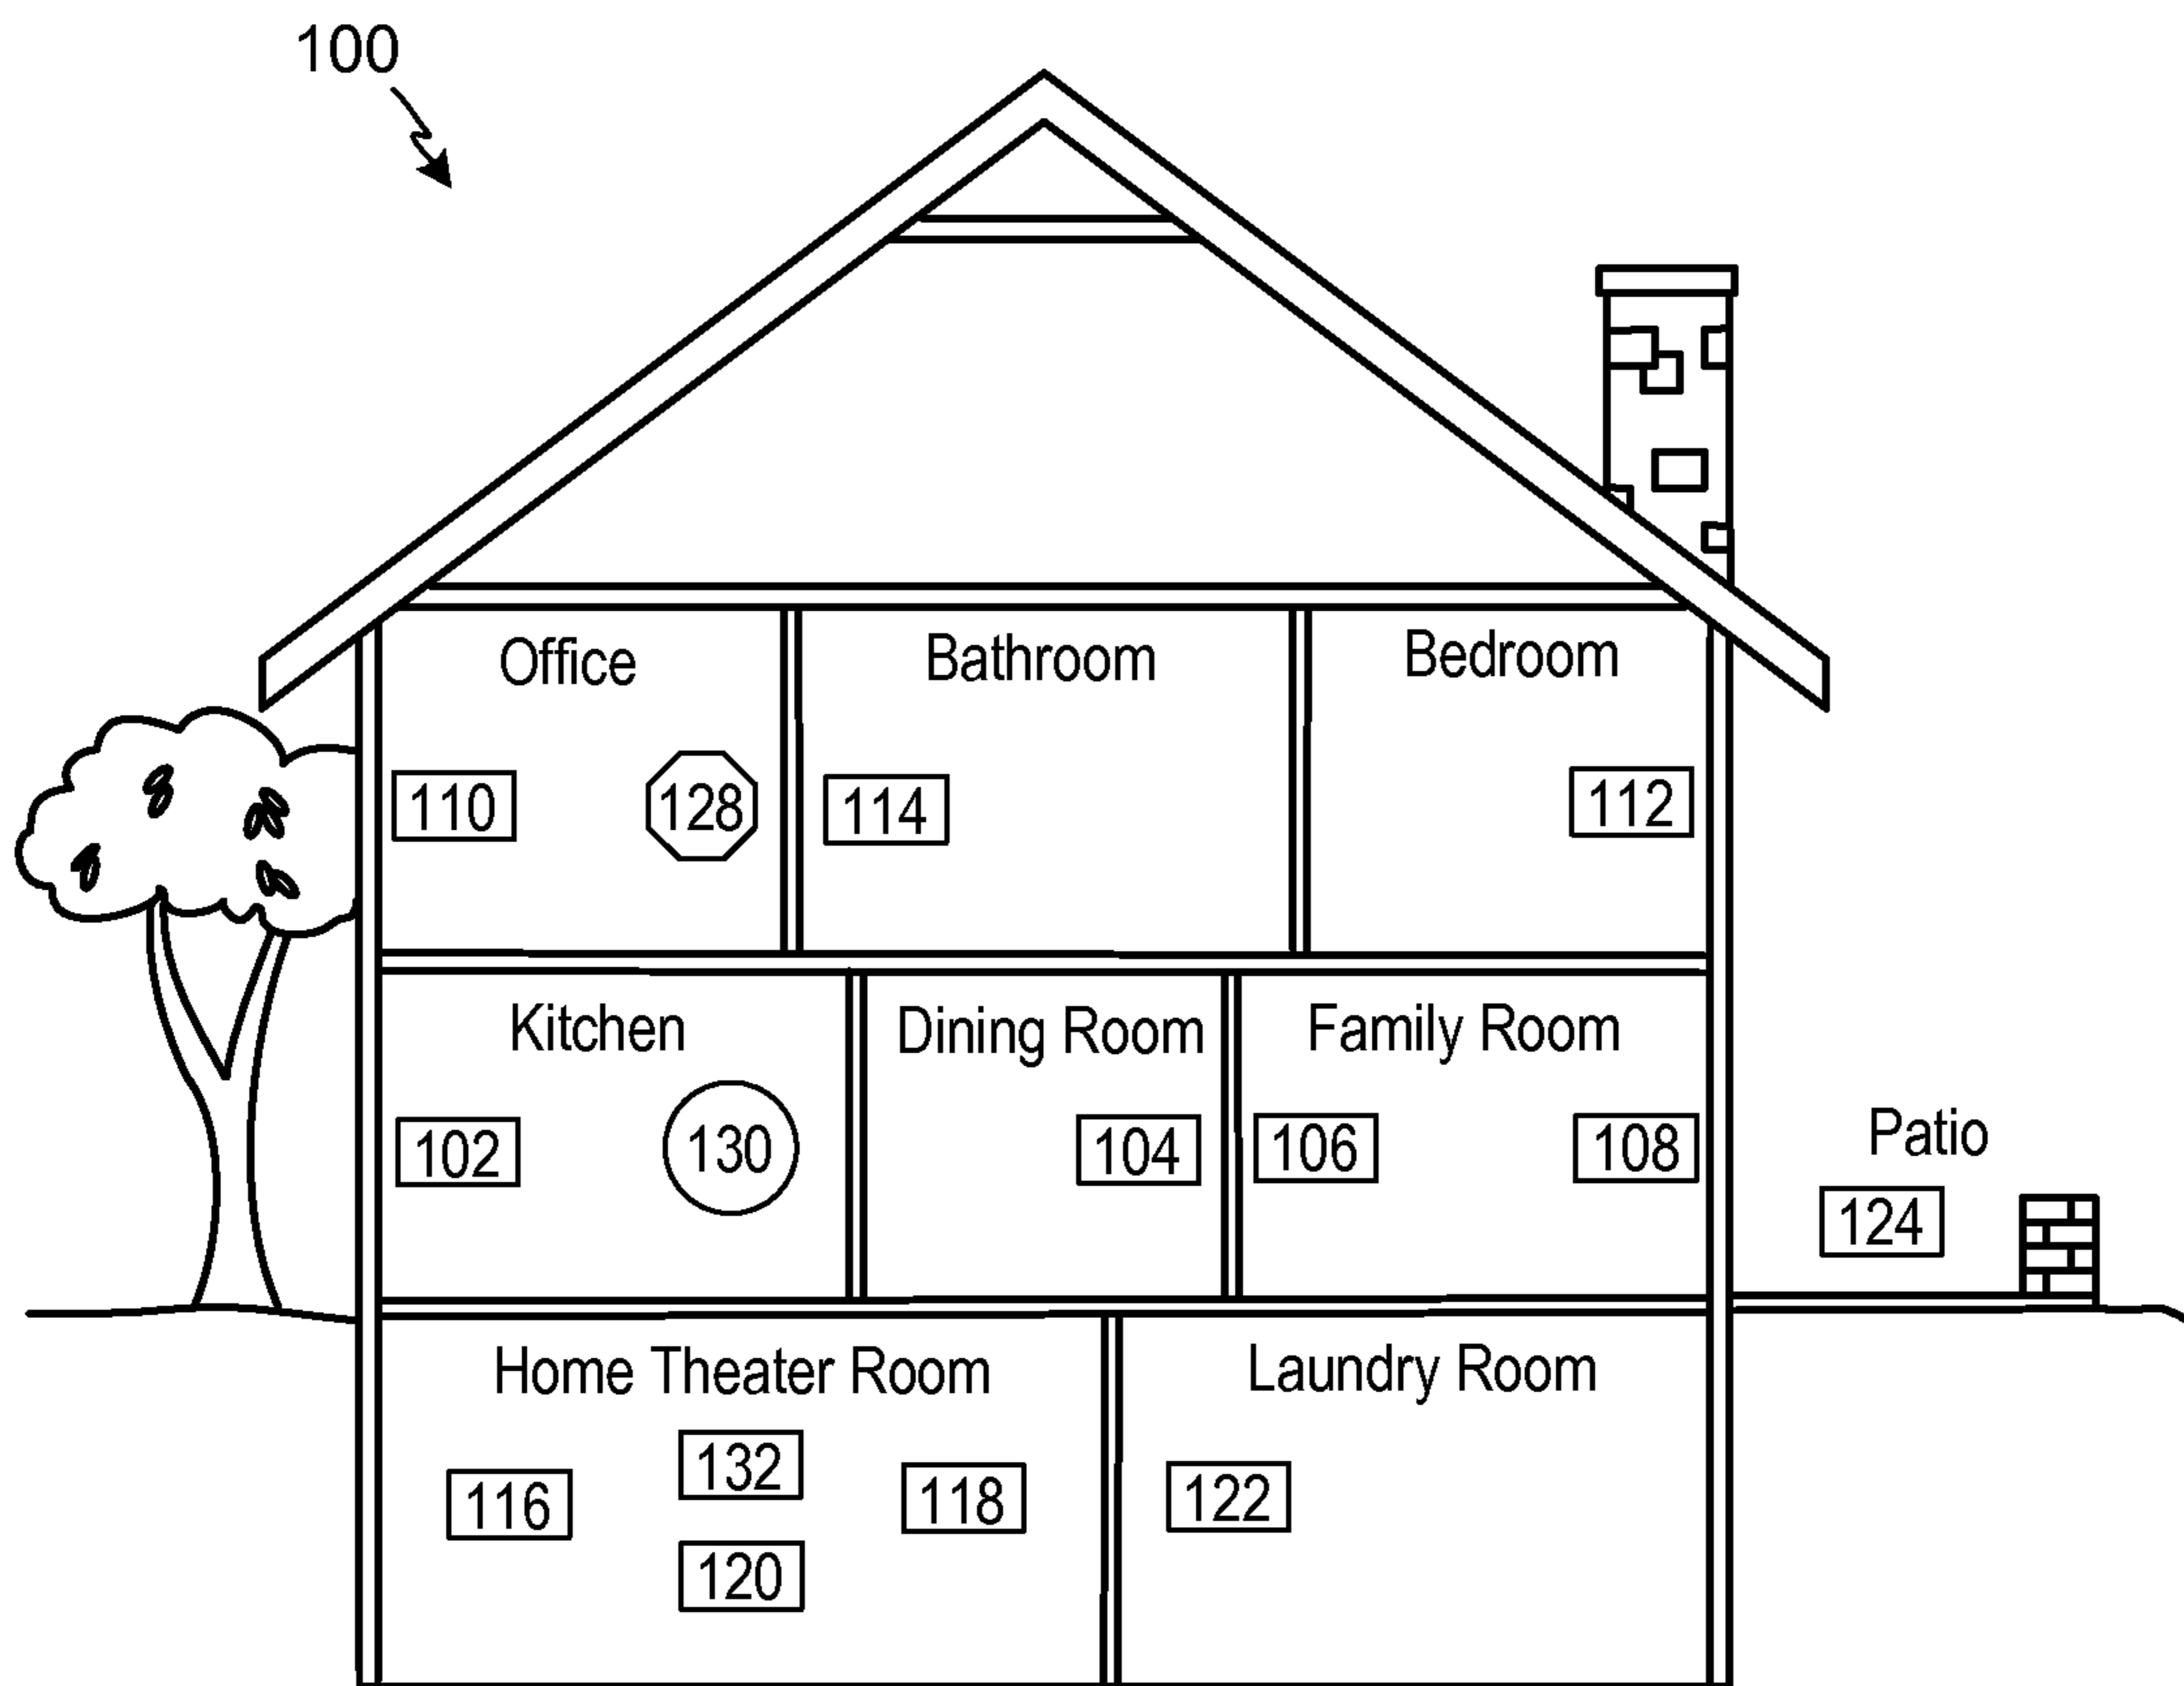 100
Office
Bathroom
Bedroom
110
128
114
112
Kitchen
Dining Room
Family Room
102
130
104
106
108
Patio
124
Home Theater Room
Laundry Room
116
132
118
120
122